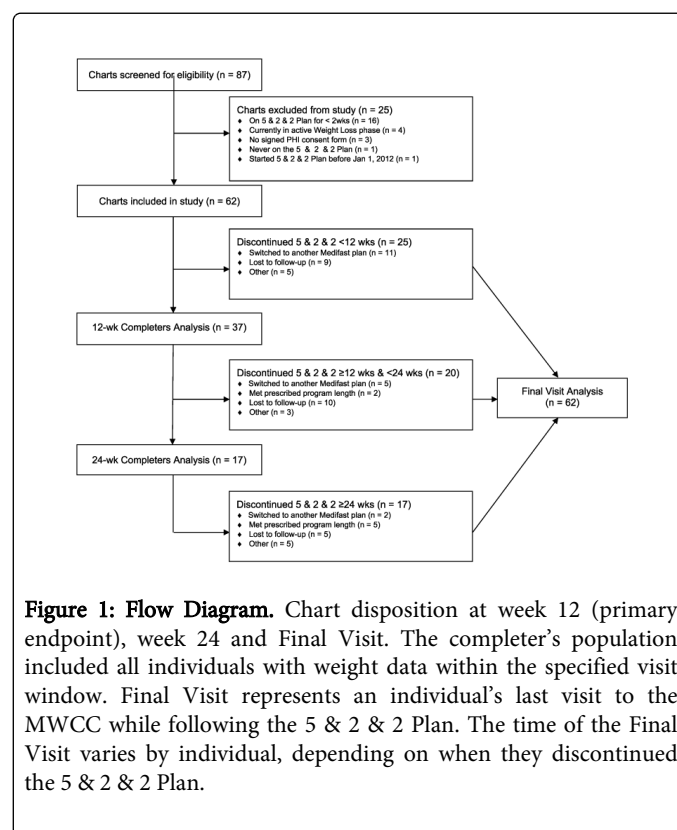 Charts screened for eligibility (n = 87)
Charts excluded from study (n = 25)
♦ On 5 & 2 & 2 Plan for < 2wks (n = 16)
♦ Currently in active Weight Loss phase (n = 4)
♦ No signed PHI consent form (n = 3)
♦ Never on the 5 & 2 & 2 Plan (n = 1)
♦ Started 5 & 2 & 2 Plan before Jan 1, 2012 (n = 1)
Charts included in study (n = 62)
Discontinued 5 & 2 & 2 <12 wks (n = 25)
♦ Switched to another Medifast plan (n = 11)
♦ Lost to follow-up (n = 9)
♦ Other (n = 5)
12-wk Completers Analysis (n = 37)
Discontinued 5 & 2 & 2 ≥12 wks & <24 wks (n = 20)
♦ Switched to another Medifast plan (n = 5)
♦ Met prescribed program length (n = 2)
♦ Lost to follow-up (n = 10)
♦ Other (n = 3)
Final Visit Analysis
(n = 62)
24-wk Completers Analysis (n = 17)
Discontinued 5 & 2 & 2 ≥24 wks (n = 17)
♦ Switched to another Medifast plan (n = 2)
♦ Met prescribed program length (n = 5)
♦ Lost to follow-up (n = 5)
♦ Other (n = 5)
Figure 1: Flow Diagram. Chart disposition at week 12 (primary
endpoint), week 24 and Final Visit. The completer's population
included all individuals with weight data within the specified visit
window. Final Visit represents an individual's last visit to the
MWCC while following the 5 & 2 & 2 Plan. The time of the Final
Visit varies by individual, depending on when they discontinued
the 5 & 2 & 2 Plan.